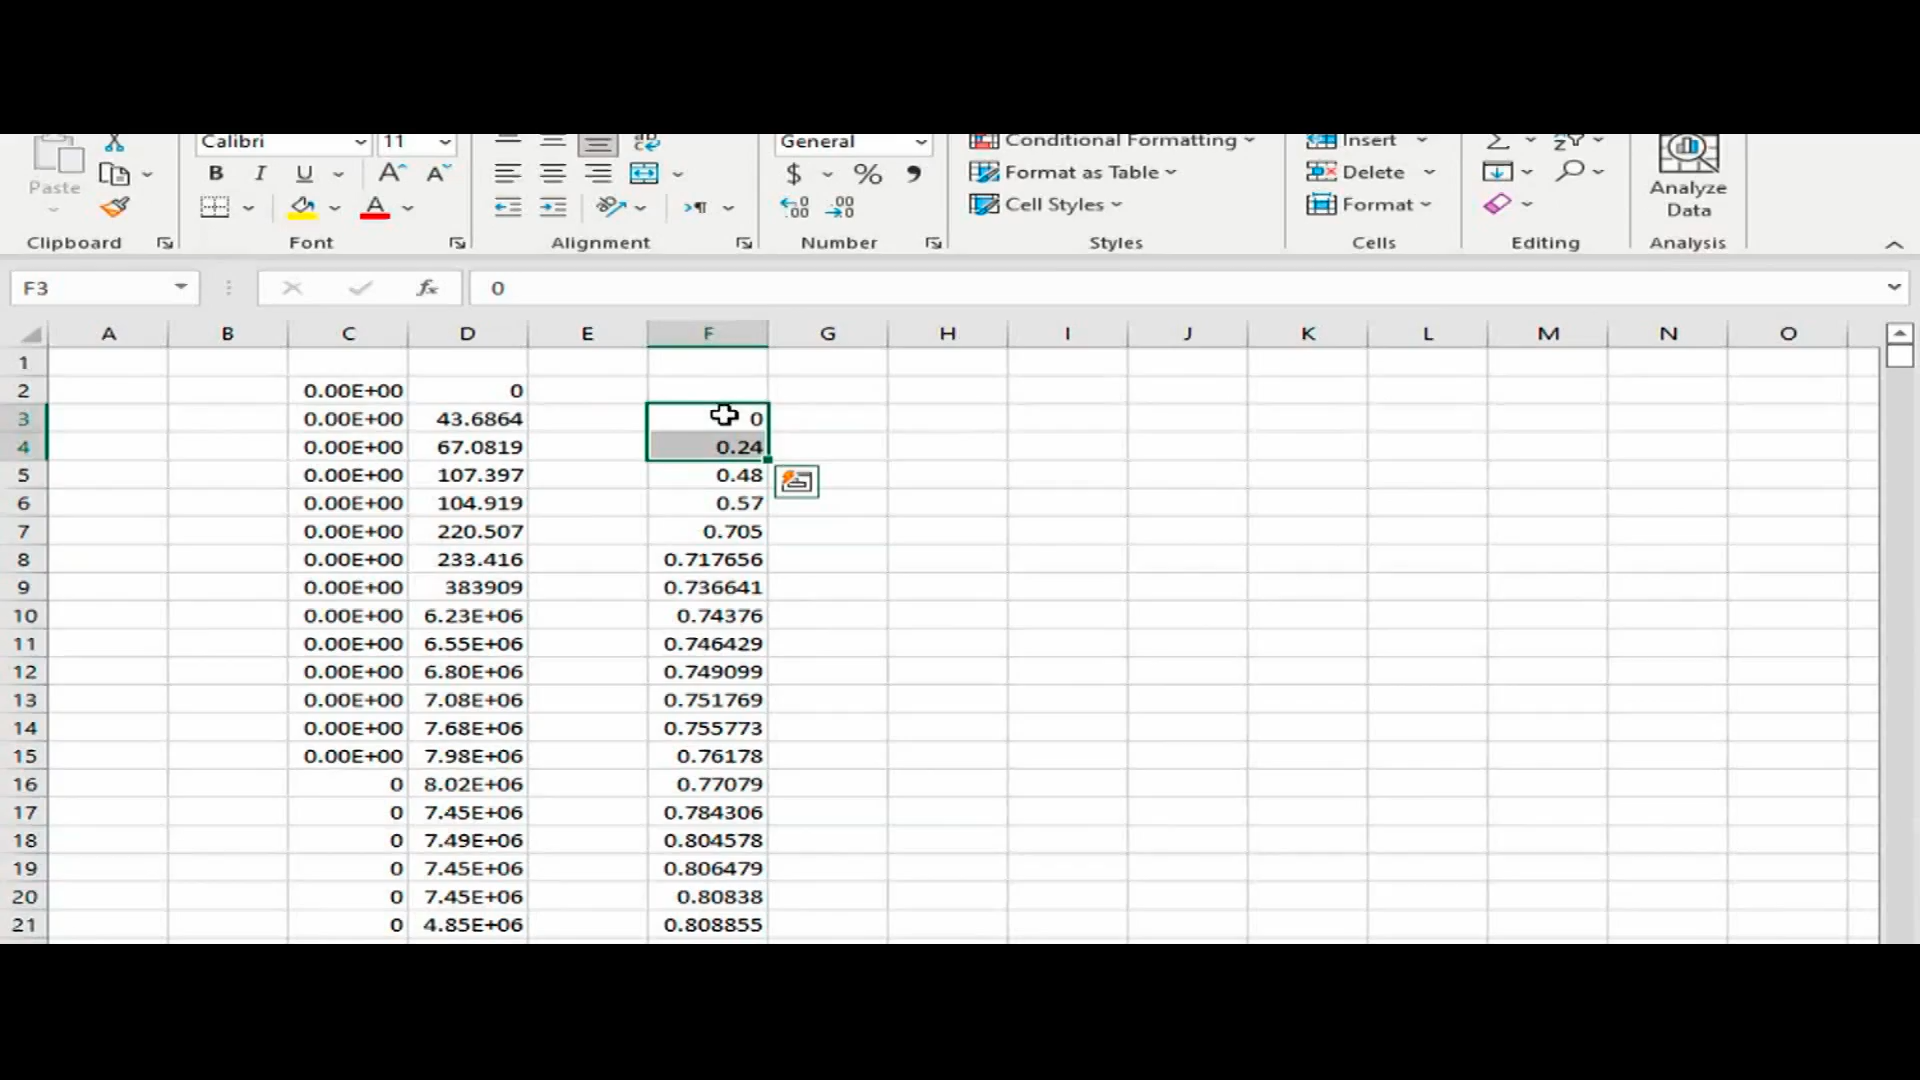 Calibri 11 General Conditional Formatting Insert
Paste B I U A A $ % Format as Table Delete Analyze Data
A Cell Styles Format
Clipboard Font Alignment Number Styles Cells Editing Analysis
F3 fx 0
A B C D E F G H I J K L M N O
1
2 0.00E+00 0
3 0.00E+00 43.6864 0
4 0.00E+00 67.0819 0.24
5 0.00E+00 107.397 0.48
6 0.00E+00 104.919 0.57
7 0.00E+00 220.507 0.705
8 0.00E+00 233.416 0.717656
9 0.00E+00 383909 0.736641
10 0.00E+00 6.23E+06 0.74376
11 0.00E+00 6.55E+06 0.746429
12 0.00E+00 6.80E+06 0.749099
13 0.00E+00 7.08E+06 0.751769
14 0.00E+00 7.68E+06 0.755773
15 0.00E+00 7.98E+06 0.76178
16 0 8.02E+06 0.77079
17 0 7.45E+06 0.784306
18 0 7.49E+06 0.804578
19 0 7.45E+06 0.806479
20 0 7.45E+06 0.80838
21 0 4.85E+06 0.808855